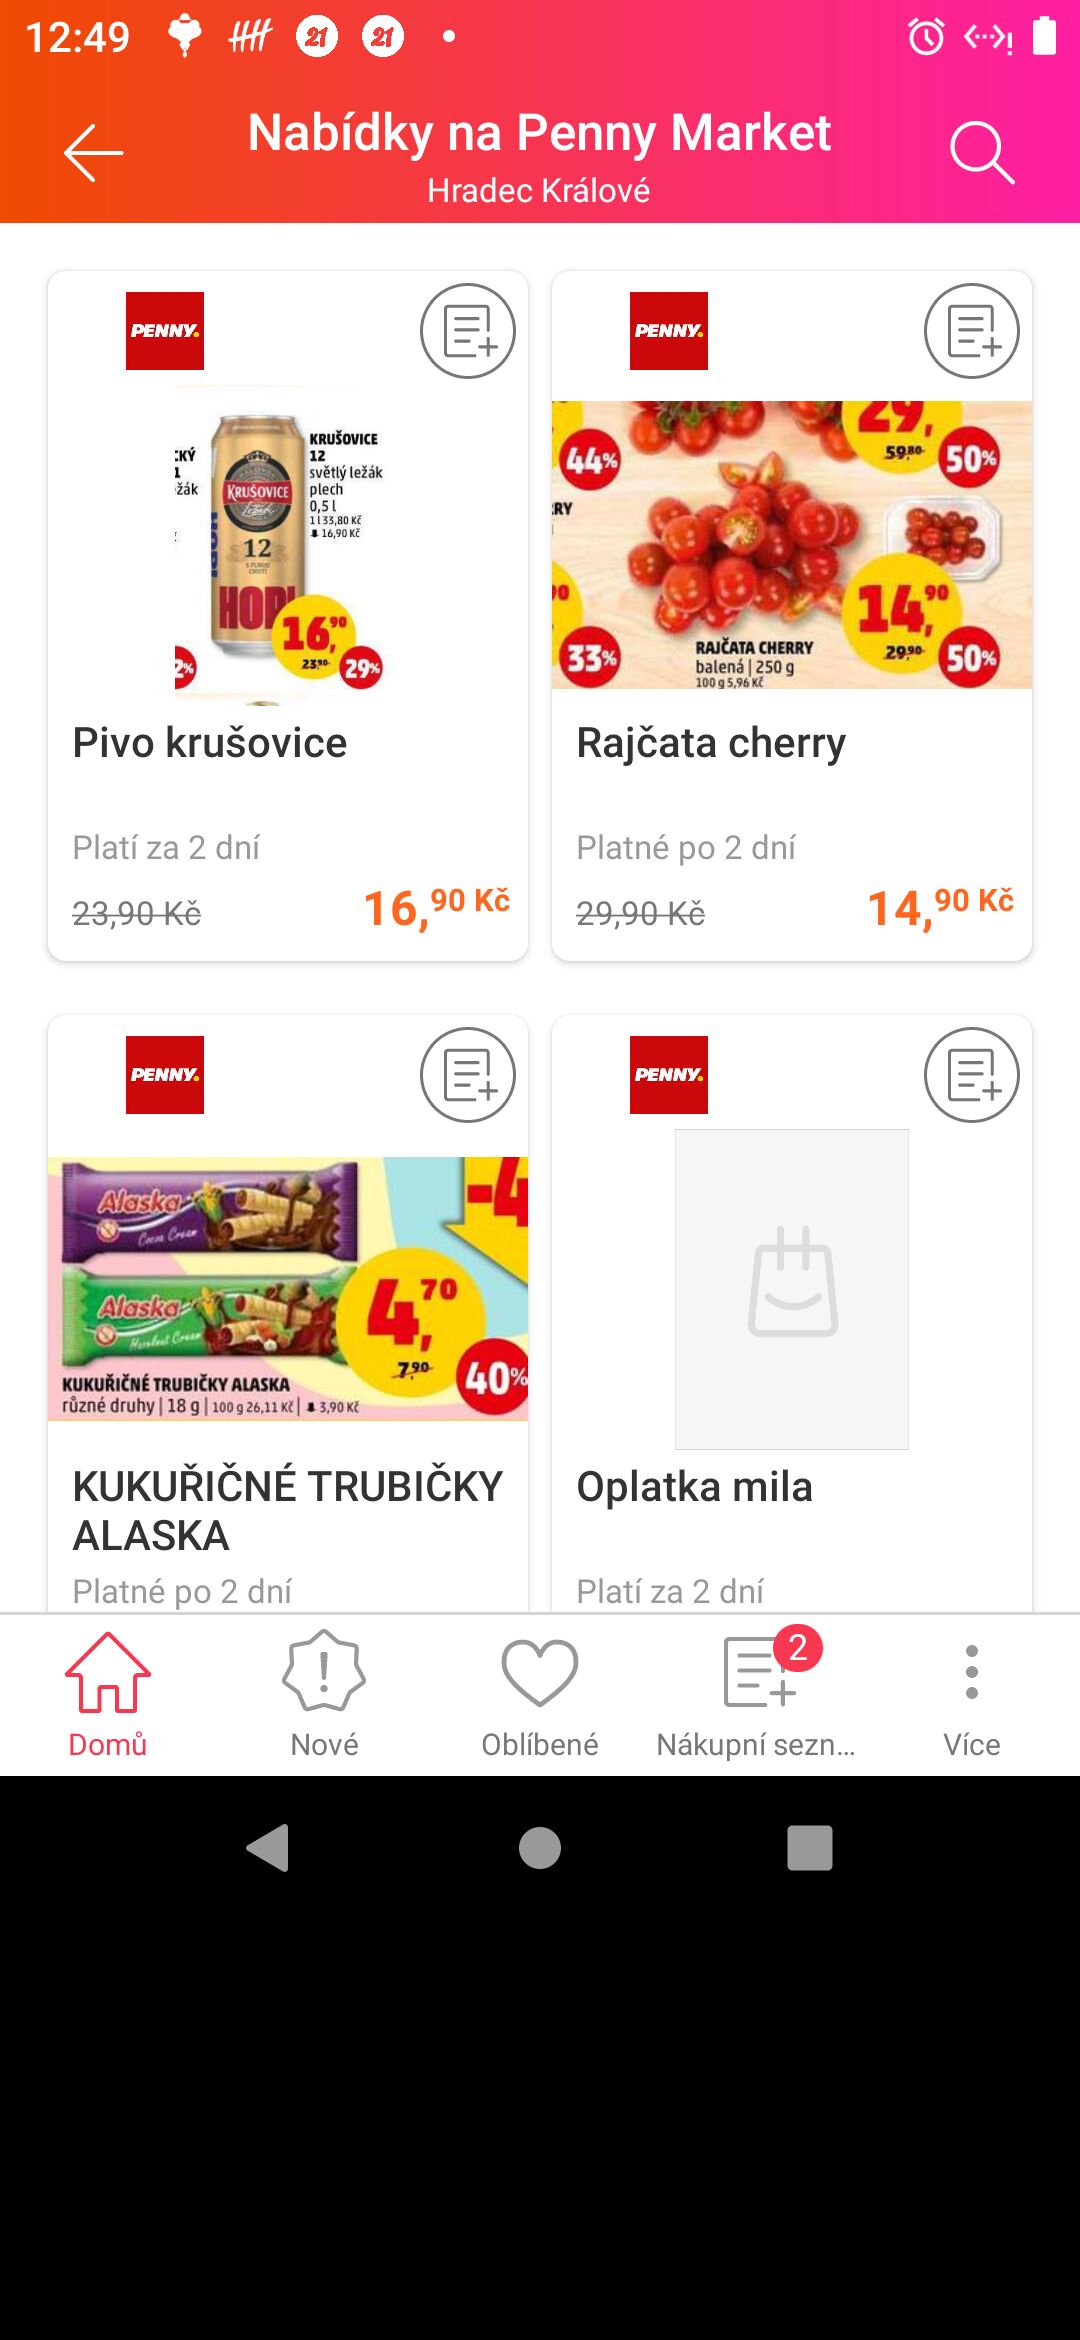 12:49
Nabídky na Penny Market
Hradec Králové
PENNY.
PENNY.
CKÝ
žák
KRUŠOVICE
12
světlý ležák
plech
0,5 l
1 l 33,80 Kč
16,90 Kč
KRUŠOVICE
12
16,90
23,90
29%
2%
29,
59,80
50%
44%
RY
90
33%
14,90
29,90
50%
RAJČATA CHERRY
balená | 250 g
100 g 5,96 Kč
Pivo krušovice
Rajčata cherry
Platí za 2 dní
Platné po 2 dní
23,90 Kč
16,90 Kč
29,90 Kč
14,90 Kč
PENNY.
PENNY.
Alaska
Cocoa Cream
Alaska
Hazelnut Cream
-4
4,70
7,90
40%
KUKUŘIČNÉ TRUBIČKY ALASKA
různé druhy | 18 g | 100 g 26,11 Kč | 3,90 Kč
KUKUŘIČNÉ TRUBIČKY
ALASKA
Oplatka mila
Platné po 2 dní
Platí za 2 dní
2
Domů
Nové
Oblíbené
Nákupní sezn...
Více